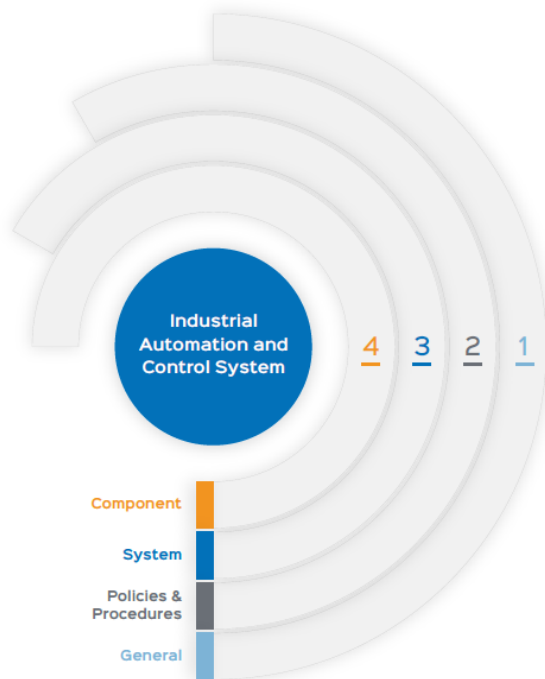 Industrial
Automation and
Control System
4 3 2 1
Component
System
Policies &
Procedures
General